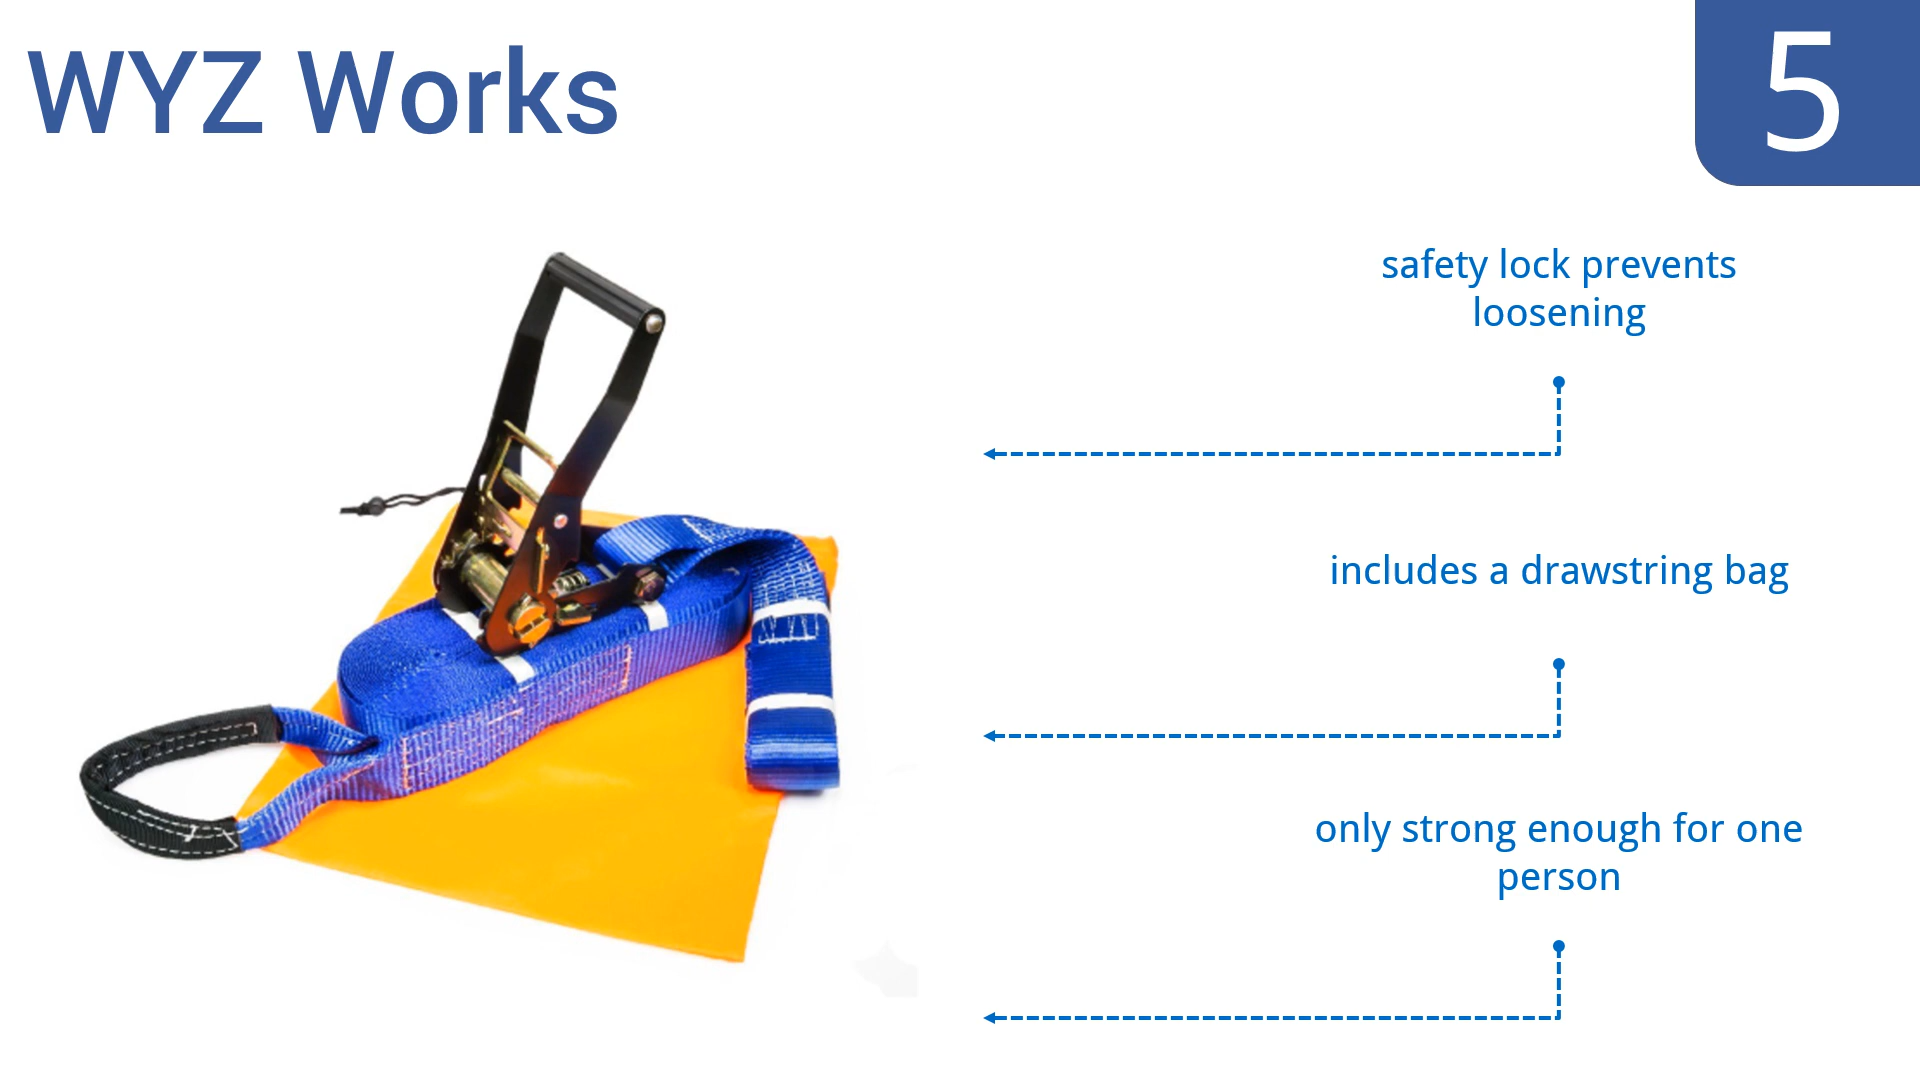 WYZ Works
5
safety lock prevents
loosening
includes a drawstring bag
only strong enough for one
person